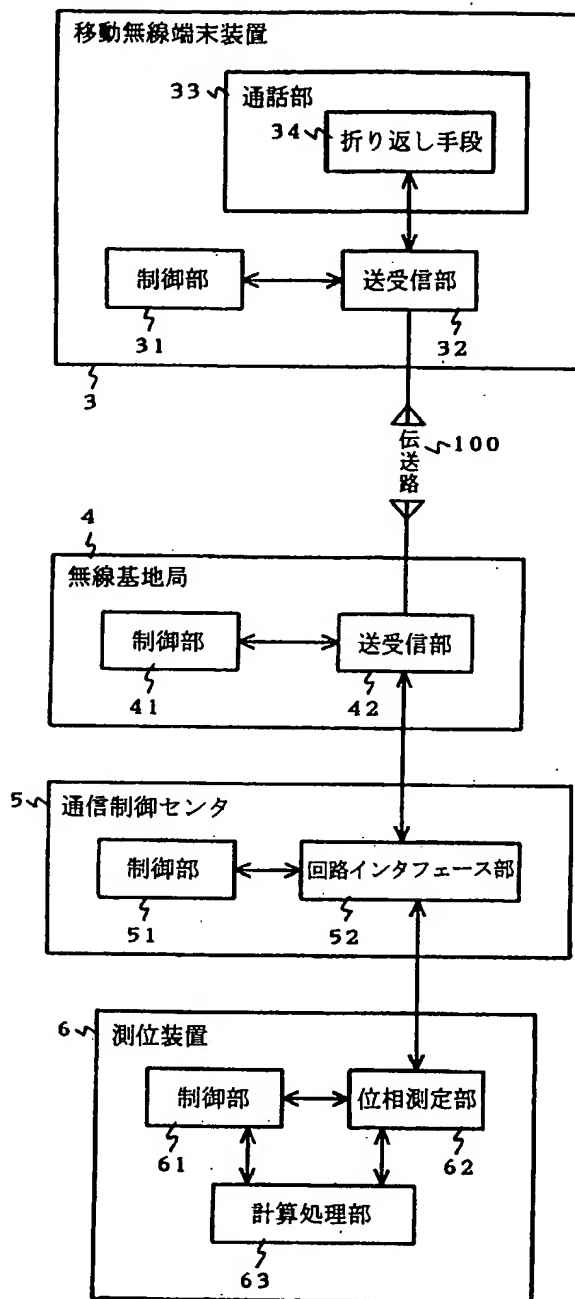 移動無線端末装置
33
通話部
34
折り返し手段
制御部
送受信部
31
32
3
伝送路
100
4
無線基地局
制御部
送受信部
41
42
5
通信制御センタ
制御部
回路インタフェース部
51
52
6
測位装置
制御部
位相測定部
61
62
計算処理部
63